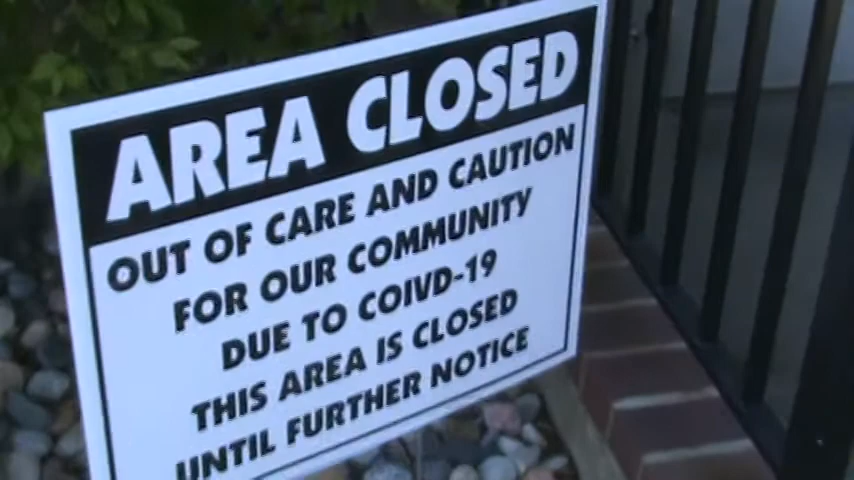 AREA CLOSED
OUT OF CARE AND CAUTION
FOR OUR COMMUNITY
DUE TO COIVD-19
THIS AREA IS CLOSED
UNTIL FURTHER NOTICE